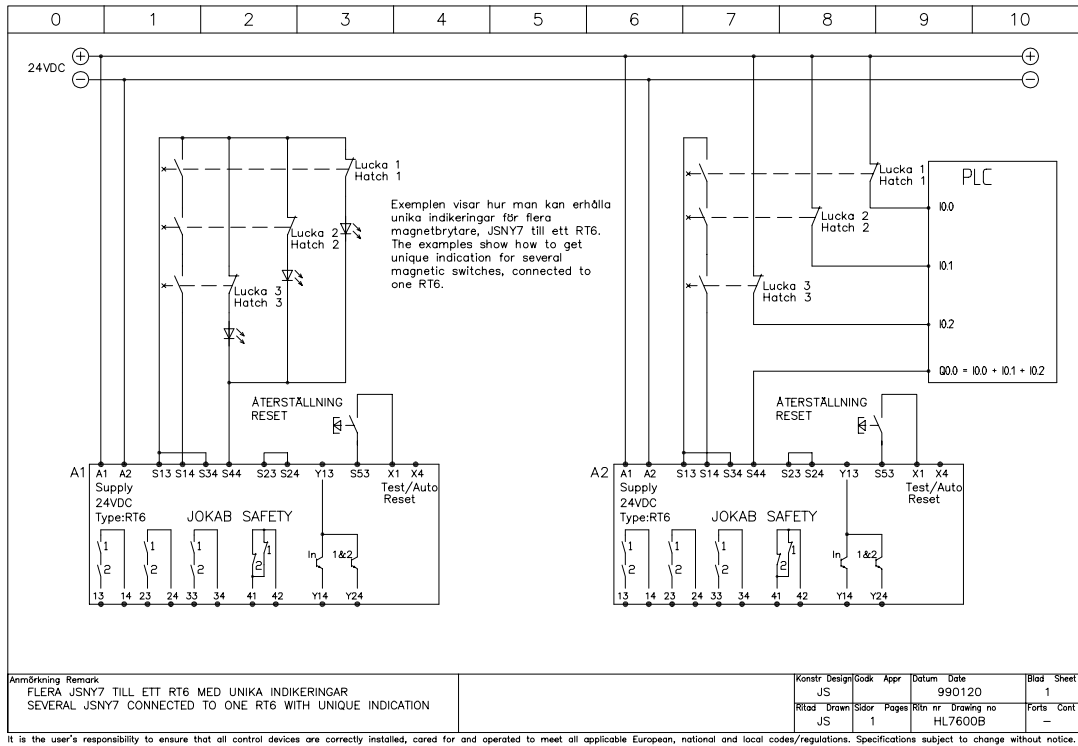 0 1 2 3 4 5 6 7 8 9 10
24VDC
Lucka 1
Hatch 1
Lucka 2
Hatch 2
Lucka 3
Hatch 3
Exemplen visar hur man kan erhålla
unika indikeringar för flera
magnetbrytare, JSNY7 till ett RT6.
The examples show how to get
unique indication for several
magnetic switches, connected to
one RT6.
Lucka 1
Hatch 1
Lucka 2
Hatch 2
Lucka 3
Hatch 3
PLC
I0.0
I0.1
I0.2
Q0.0 = I0.0 + I0.1 + I0.2
ÅTERSTÄLLNING
RESET
A1
A1 A2 S13 S14 S34 S44 S23 S24 Y13 S53 X1 X4
Supply
24VDC
Type:RT6
JOKAB SAFETY
Test/Auto
Reset
1 1 1 1
2 2 2 2
In 1&2
13 14 23 24 33 34 41 42 Y14 Y24
ÅTERSTÄLLNING
RESET
A2
A1 A2 S13 S14 S34 S44 S23 S24 Y13 S53 X1 X4
Supply
24VDC
Type:RT6
JOKAB SAFETY
Test/Auto
Reset
1 1 1 1
2 2 2 2
In 1&2
13 14 23 24 33 34 41 42 Y14 Y24
Anmörkning Remark
FLERA JSNY7 TILL ETT RT6 MED UNIKA INDIKERINGAR
SEVERAL JSNY7 CONNECTED TO ONE RT6 WITH UNIQUE INDICATION
Konstr Design Godk Appr Datum Date Blad Sheet
JS 990120 1
Ritad Drawn Sidor Pages Ritn nr Drawing no Forts Cont
JS 1 HL7600B –
It is the user's responsibility to ensure that all control devices are correctly installed, cared for and operated to meet all applicable European, national and local codes/regulations. Specifications subject to change without notice.